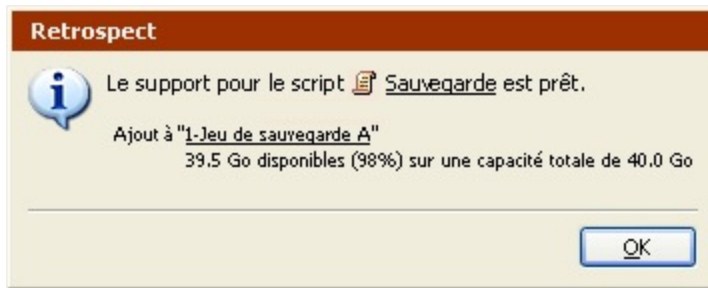 Retrospect
Le support pour le script Sauvegarde est prêt.
Ajout à "1-Jeu de sauvegarde A"
39.5 Go disponibles (98%) sur une capacité totale de 40.0 Go
OK